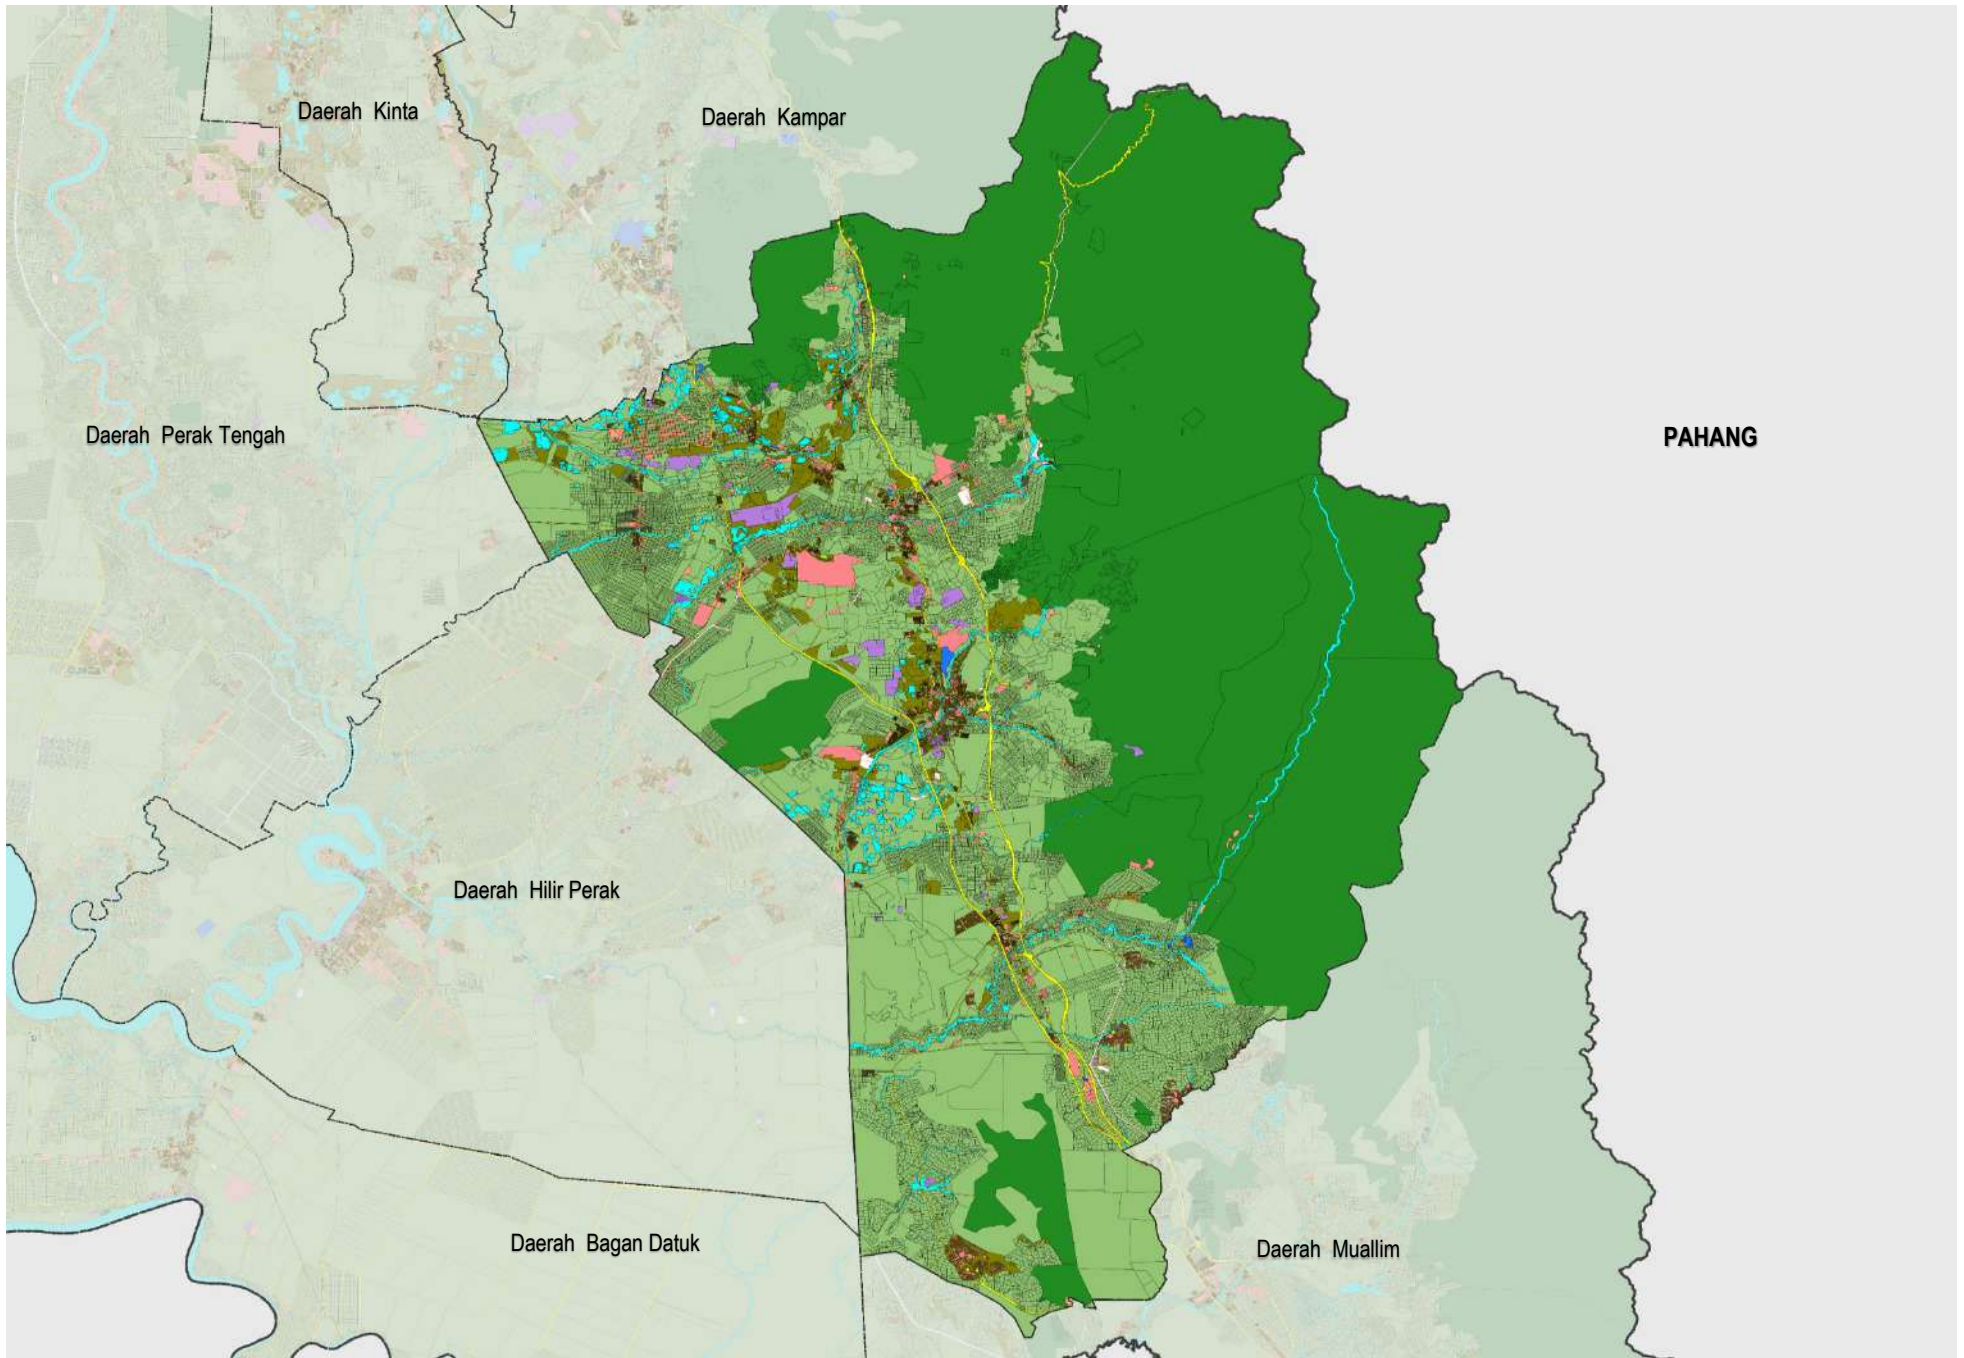 Daerah Kinta
Daerah Kampar
Daerah Perak Tengah
PAHANG
Daerah Hilir Perak
Daerah Bagan Datuk
Daerah Muallim